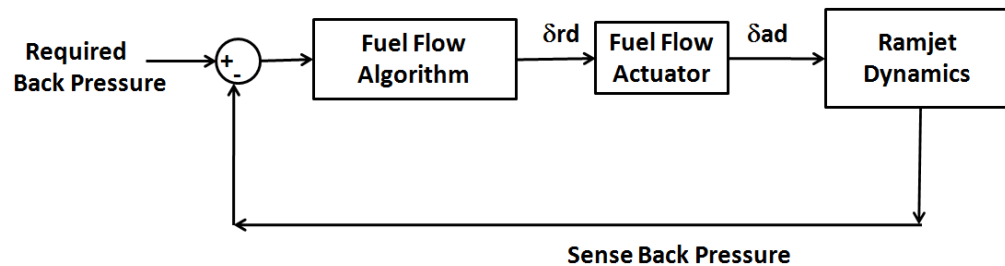 Required
Back Pressure
+
-
Fuel Flow
Algorithm
δrd
Fuel Flow
Actuator
δad
Ramjet
Dynamics
Sense Back Pressure